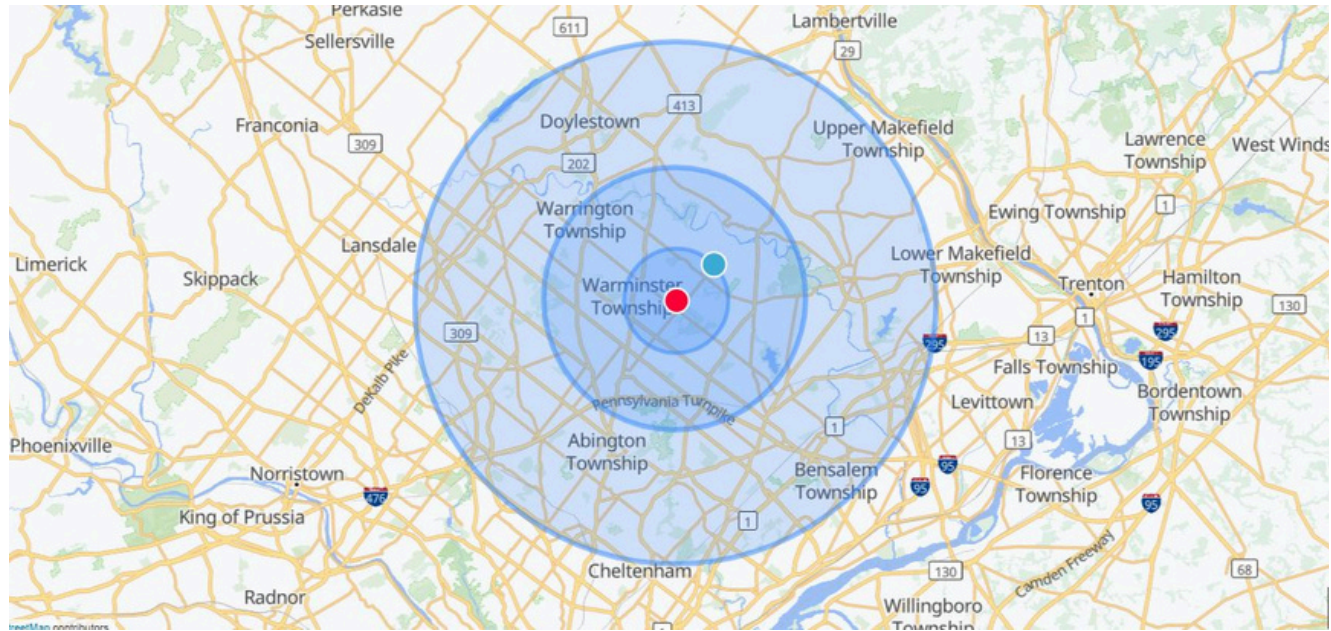 Perkasie
Sellersville
611
Lambertville
29
413
Doylestown
Franconia
309
202
Upper Makefield
Township
Lawrence
Township
West Winds
Warrington
Township
Ewing Township
1
Lansdale
Limerick
Skippack
Lower Makefield
Township
Trenton
Hamilton
Township
Warminster
Township
130
1
309
295
13
295
195
Falls Township
DeKalb Pike
Levittown
Bordentown
Township
Pennsylvania Turnpike
1
13
Phoenixville
Abington
Township
Norristown
Bensalem
Township
95
95
Florence
Township
476
95
King of Prussia
1
Cheltenham
130
Camden Freeway
68
Radnor
Willingboro
Township
reetMap contributors